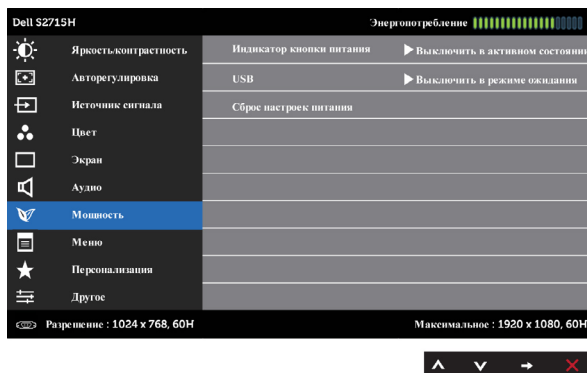 Dell S2715H Энергопотребление
Яркость/контрастность Индикатор кнопки питания Выключить в активном состоянии
Авторегулировка USB Выключить в режиме ожидания
Источник сигнала Сброс настроек питания
Цвет
Экран
Аудио
Мощность
Меню
Персонализация
Другое
Разрешение : 1024 x 768, 60H Максимальное : 1920 x 1080, 60H